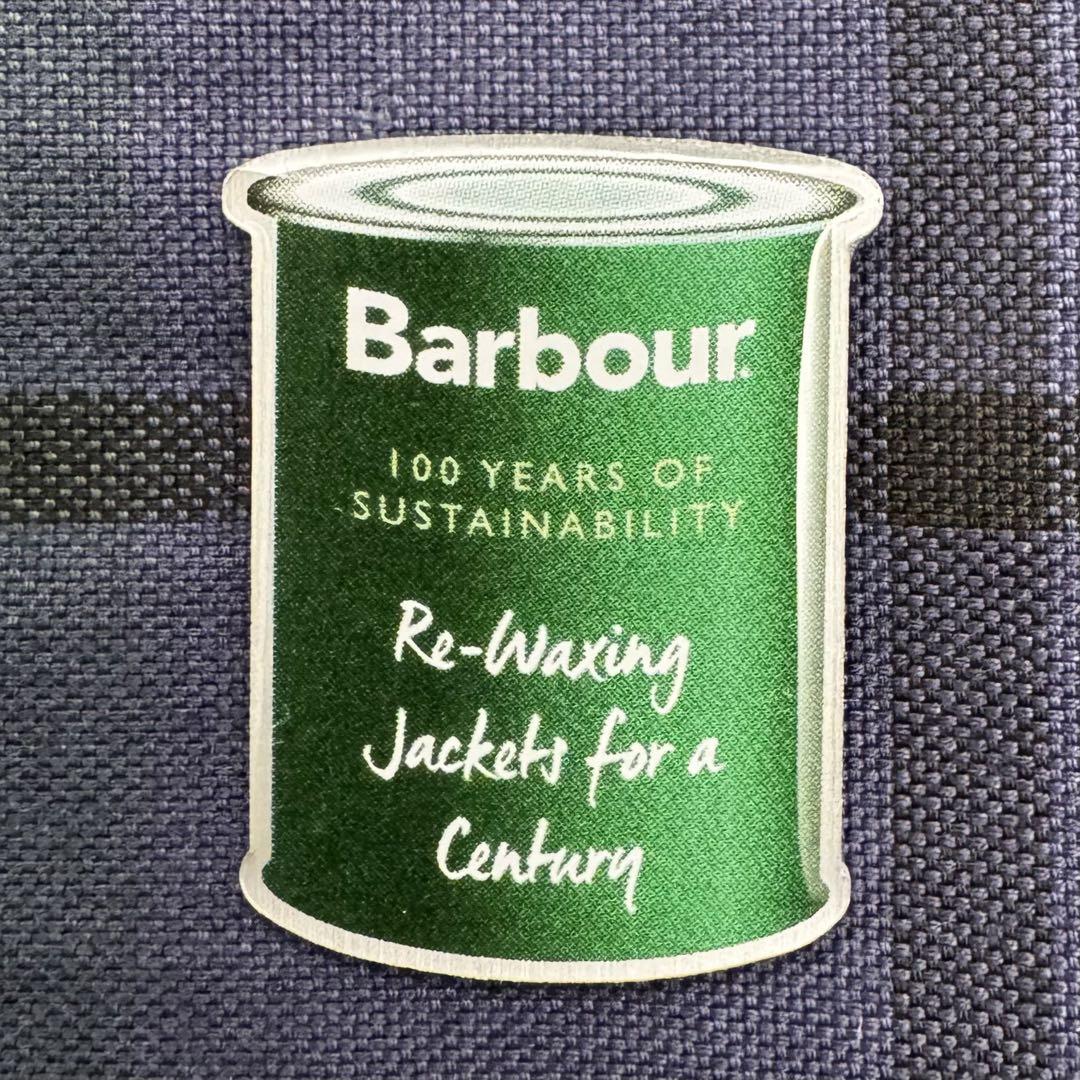 Barbour.
100 YEARS OF
SUSTAINABILITY
Re-Waxing
Jackets for a
Century